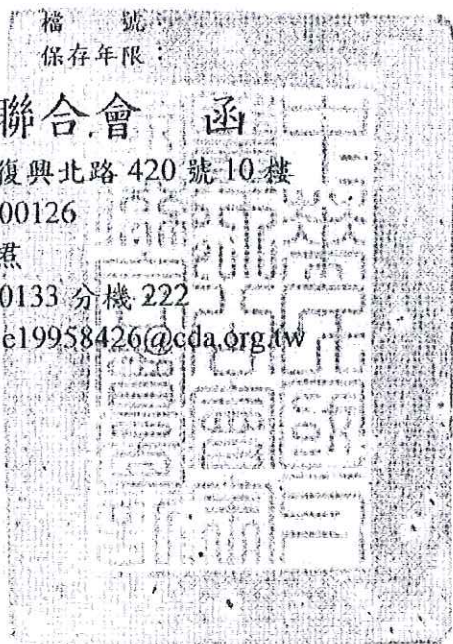 檔　　號：
保存年限：
聯合會　函
復興北路 420 號 10 樓
00126
君
0133 分機 222
e19958426@cda.org.tw